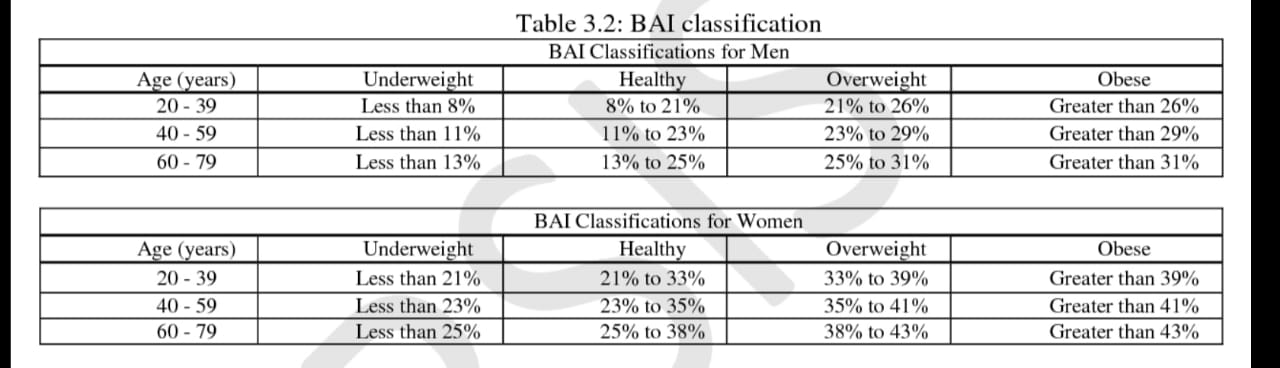 Table 3.2: BAI classification
BAI Classifications for Men
Age (years) Underweight Healthy Overweight Obese
20 - 39 Less than 8% 8% to 21% 21% to 26% Greater than 26%
40 - 59 Less than 11% 11% to 23% 23% to 29% Greater than 29%
60 - 79 Less than 13% 13% to 25% 25% to 31% Greater than 31%
BAI Classifications for Women
Age (years) Underweight Healthy Overweight Obese
20 - 39 Less than 21% 21% to 33% 33% to 39% Greater than 39%
40 - 59 Less than 23% 23% to 35% 35% to 41% Greater than 41%
60 - 79 Less than 25% 25% to 38% 38% to 43% Greater than 43%